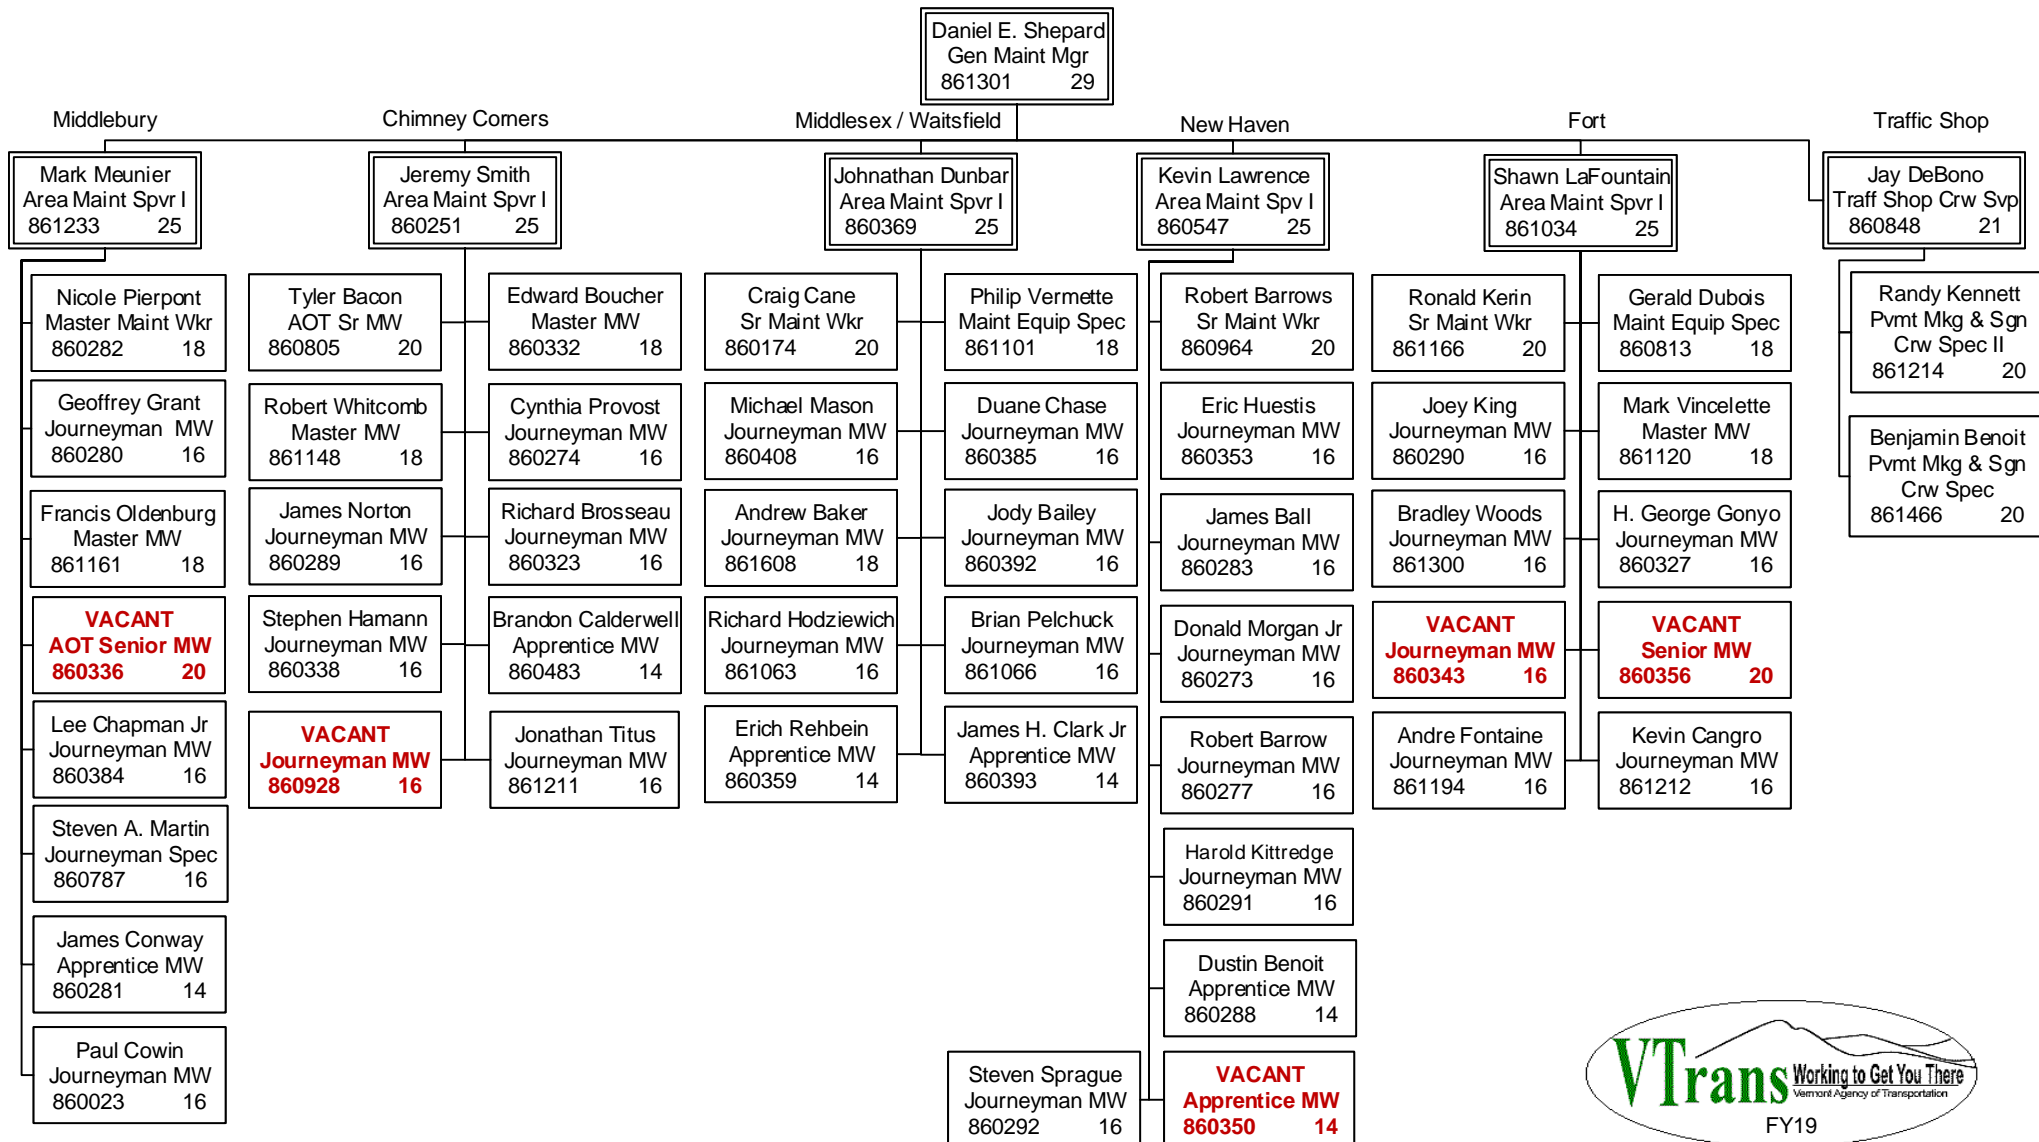 Daniel E. Shepard
Gen Maint Mgr
861301 29
Middlebury
Chimney Corners
Middlesex / Waitsfield
New Haven
Fort
Traffic Shop
Mark Meunier
Area Maint Spvr I
861233 25
Jeremy Smith
Area Maint Spvr I
860251 25
Johnathan Dunbar
Area Maint Spvr I
860369 25
Kevin Lawrence
Area Maint Spv I
860547 25
Shawn LaFountain
Area Maint Spvr I
861034 25
Jay DeBono
Traff Shop Crw Svp
860848 21
Nicole Pierpont
Master Maint Wkr
860282 18
Geoffrey Grant
Journeyman MW
860280 16
Francis Oldenburg
Master MW
861161 18
VACANT
AOT Senior MW
860336 20
Lee Chapman Jr
Journeyman MW
860384 16
Steven A. Martin
Journeyman Spec
860787 16
James Conway
Apprentice MW
860281 14
Paul Cowin
Journeyman MW
860023 16
Tyler Bacon
AOT Sr MW
860805 20
Robert Whitcomb
Master MW
861148 18
James Norton
Journeyman MW
860289 16
Stephen Hamann
Journeyman MW
860338 16
VACANT
Journeyman MW
860928 16
Edward Boucher
Master MW
860332 18
Cynthia Provost
Journeyman MW
860274 16
Richard Brosseau
Journeyman MW
860323 16
Brandon Calderwell
Apprentice MW
860483 14
Jonathan Titus
Journeyman MW
861211 16
Craig Cane
Sr Maint Wkr
860174 20
Michael Mason
Journeyman MW
860408 16
Andrew Baker
Journeyman MW
861608 18
Richard Hodziewich
Journeyman MW
861063 16
Erich Rehbein
Apprentice MW
860359 14
Philip Vermette
Maint Equip Spec
861101 18
Duane Chase
Journeyman MW
860385 16
Jody Bailey
Journeyman MW
860392 16
Brian Pelchuck
Journeyman MW
861066 16
James H. Clark Jr
Apprentice MW
860393 14
Robert Barrows
Sr Maint Wkr
860964 20
Eric Huestis
Journeyman MW
860353 16
James Ball
Journeyman MW
860283 16
Donald Morgan Jr
Journeyman MW
860273 16
Robert Barrow
Journeyman MW
860277 16
Harold Kittredge
Journeyman MW
860291 16
Dustin Benoit
Apprentice MW
860288 14
Steven Sprague
Journeyman MW
860292 16
VACANT
Apprentice MW
860350 14
Ronald Kerin
Sr Maint Wkr
861166 20
Joey King
Journeyman MW
860290 16
Bradley Woods
Journeyman MW
861300 16
VACANT
Journeyman MW
860343 16
Andre Fontaine
Journeyman MW
861194 16
Gerald Dubois
Maint Equip Spec
860813 18
Mark Vincelette
Master MW
861120 18
H. George Gonyo
Journeyman MW
860327 16
VACANT
Senior MW
860356 20
Kevin Cangro
Journeyman MW
861212 16
Randy Kennett
Pvmt Mkg & Sgn
Crw Spec II
861214 20
Benjamin Benoit
Pvmt Mkg & Sgn
Crw Spec
861466 20
VTrans Working to Get You There
Vermont Agency of Transportation
FY19